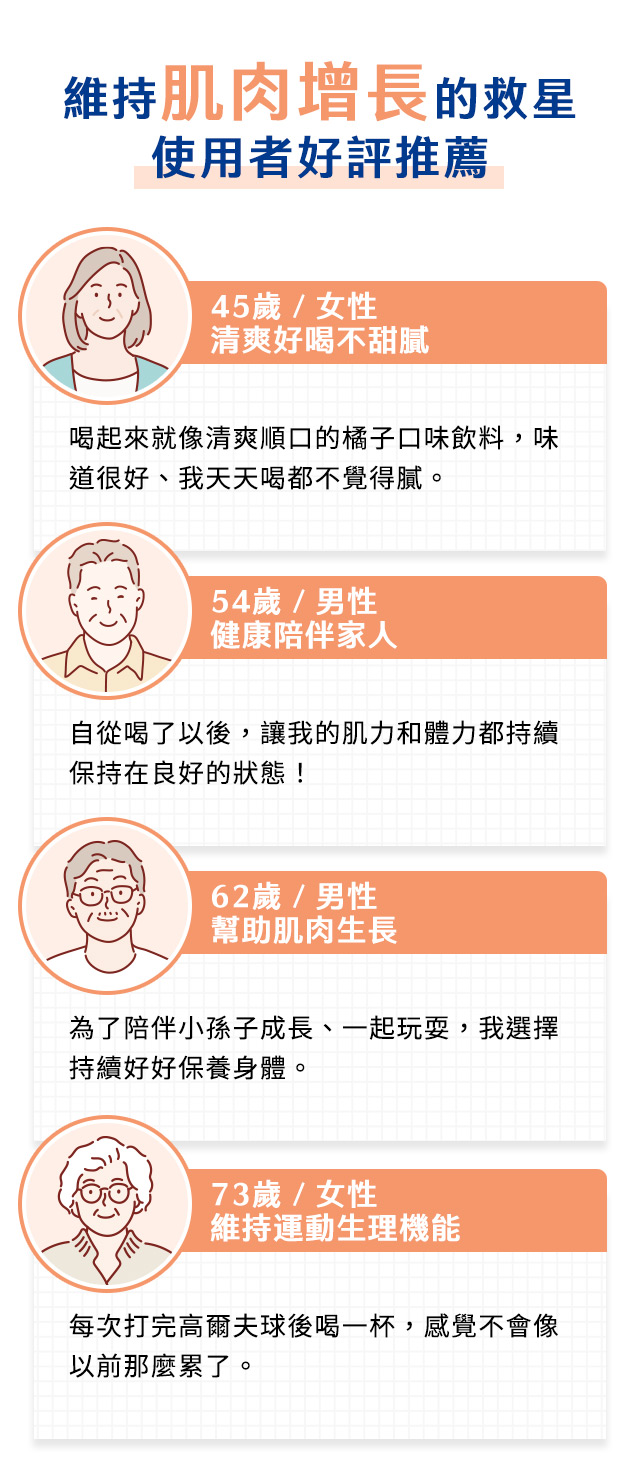 維持肌肉增長的救星
使用者好評推薦
45歲 / 女性
清爽好喝不甜膩
喝起來就像清爽順口的橘子口味飲料，味
道很好、我天天喝都不覺得膩。
54歲 / 男性
健康陪伴家人
自從喝了以後，讓我的肌力和體力都持續
保持在良好的狀態！
62歲 / 男性
幫助肌肉生長
為了陪伴小孫子成長、一起玩耍，我選擇
持續好好保養身體。
73歲 / 女性
維持運動生理機能
每次打完高爾夫球後喝一杯，感覺不會像
以前那麼累了。